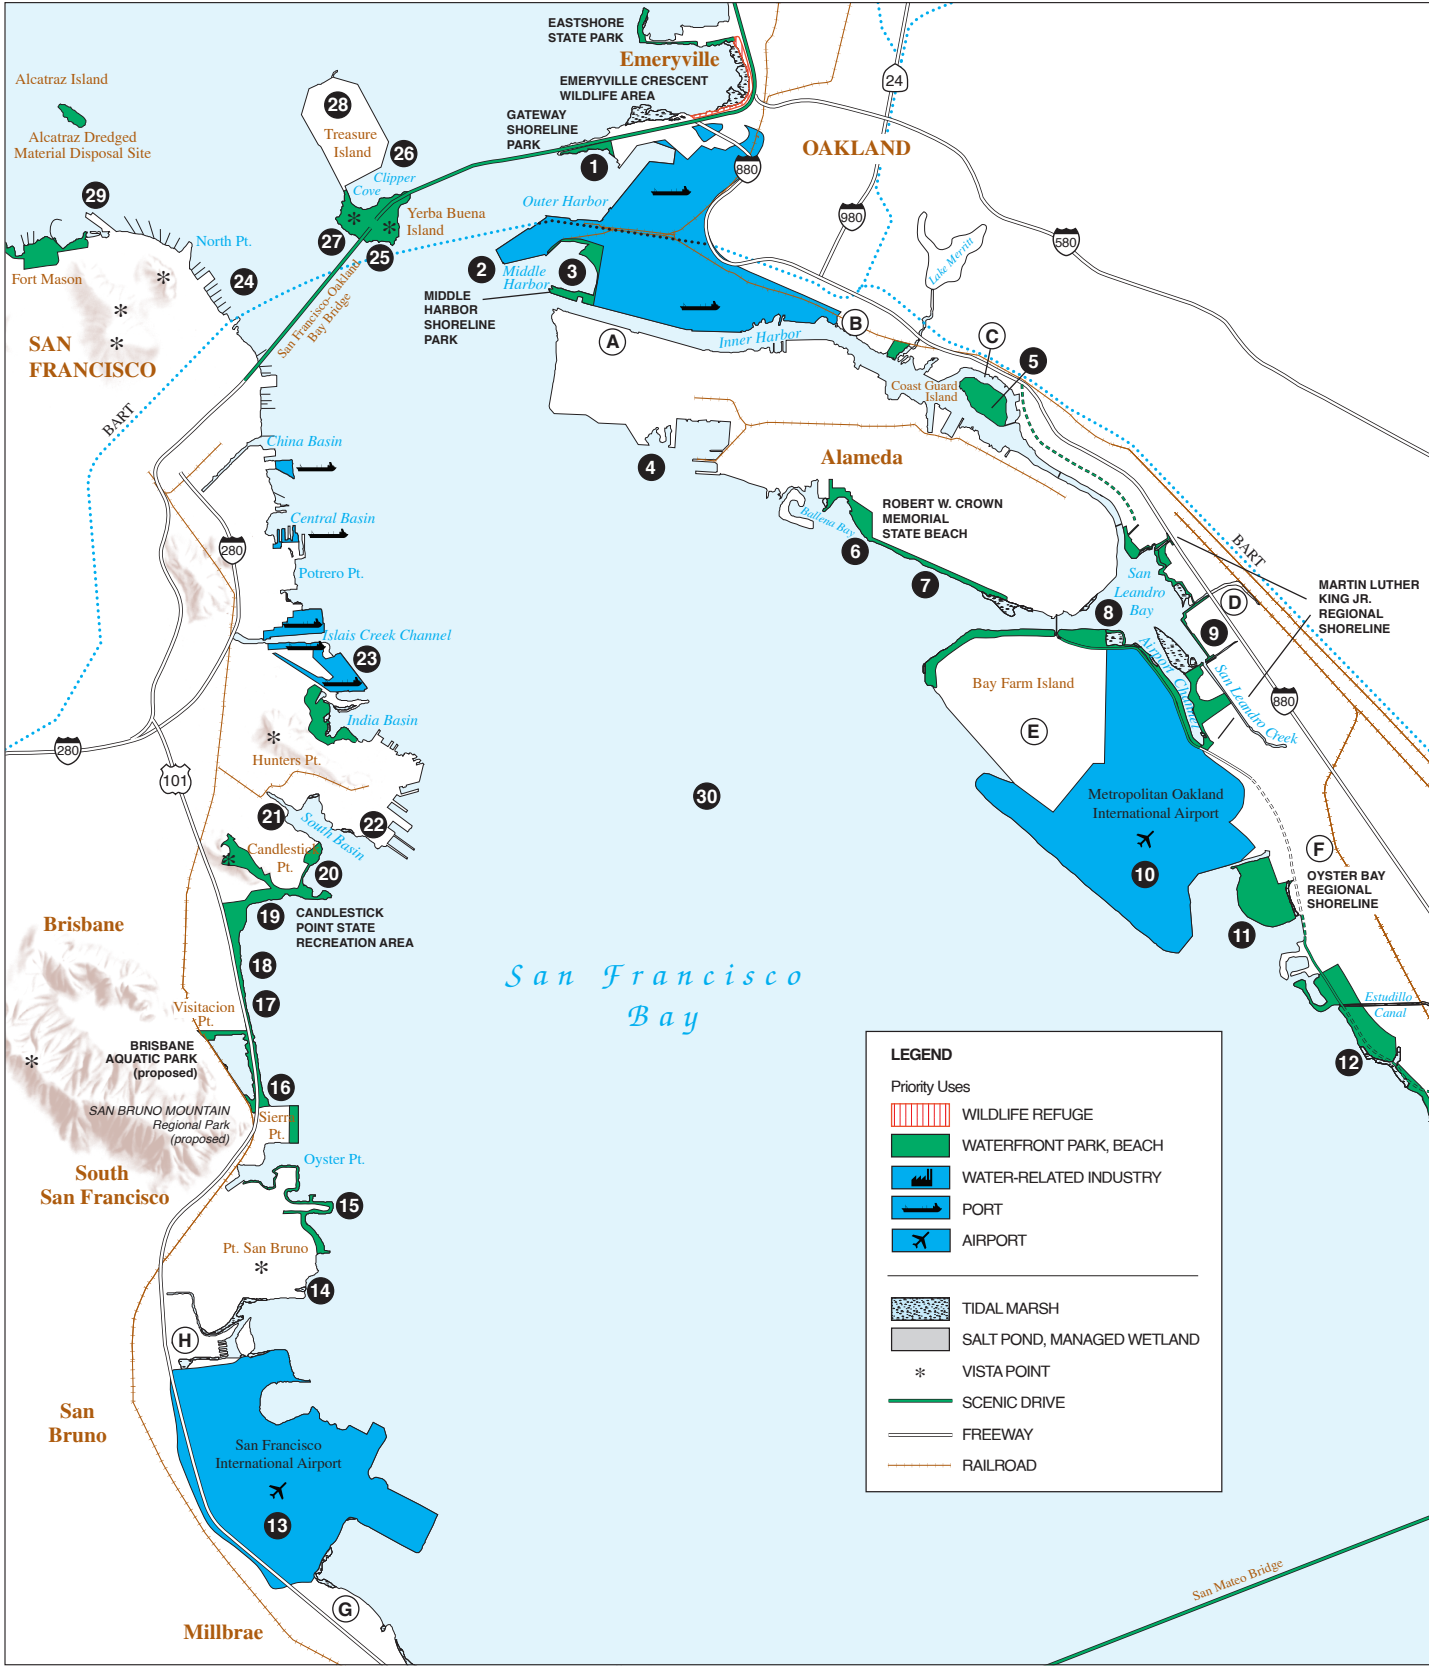 EASTSHORE
STATE PARK
Emeryville
EMERYVILLE CRESCENT
WILDLIFE AREA
GATEWAY
SHORELINE
PARK
24
OAKLAND
Alcatraz Island
Alcatraz Dredged
Material Disposal Site
28
Treasure
Island
26
Clipper
Cove
1
880
29
Outer Harbor
Yerba Buena
Island
980
580
North Pt.
27
25
Lake Merritt
Fort Mason
24
2
Middle
Harbor
3
San Francisco-Oakland
Bay Bridge
MIDDLE
HARBOR
SHORELINE
PARK
SAN
FRANCISCO
A
Inner Harbor
B
C
5
Coast Guard
Island
BART
China Basin
4
Alameda
Central Basin
280
Ballena Bay
ROBERT W. CROWN
MEMORIAL
STATE BEACH
6
BART
Potrero Pt.
7
San
Leandro
Bay
MARTIN LUTHER
KING JR.
REGIONAL
SHORELINE
D
8
9
Islais Creek Channel
23
Airport Channel
San Leandro Creek
Bay Farm Island
880
India Basin
E
280
Hunters Pt.
101
30
Metropolitan Oakland
International Airport
10
21
South Basin
22
Candlestick
Pt.
20
F
OYSTER BAY
REGIONAL
SHORELINE
19
CANDLESTICK
POINT STATE
RECREATION AREA
11
Brisbane
18
San Francisco
Bay
17
Visitacion
Pt.
Estudillo
Canal
BRISBANE
AQUATIC PARK
(proposed)
12
16
SAN BRUNO MOUNTAIN
Regional Park
(proposed)
Sierra
Pt.
Oyster Pt.
South
San Francisco
15
Pt. San Bruno
14
H
San
Bruno
San Francisco
International Airport
13
G
Millbrae
LEGEND
Priority Uses
WILDLIFE REFUGE
WATERFRONT PARK, BEACH
WATER-RELATED INDUSTRY
PORT
AIRPORT
TIDAL MARSH
SALT POND, MANAGED WETLAND
VISTA POINT
SCENIC DRIVE
FREEWAY
RAILROAD
San Mateo Bridge